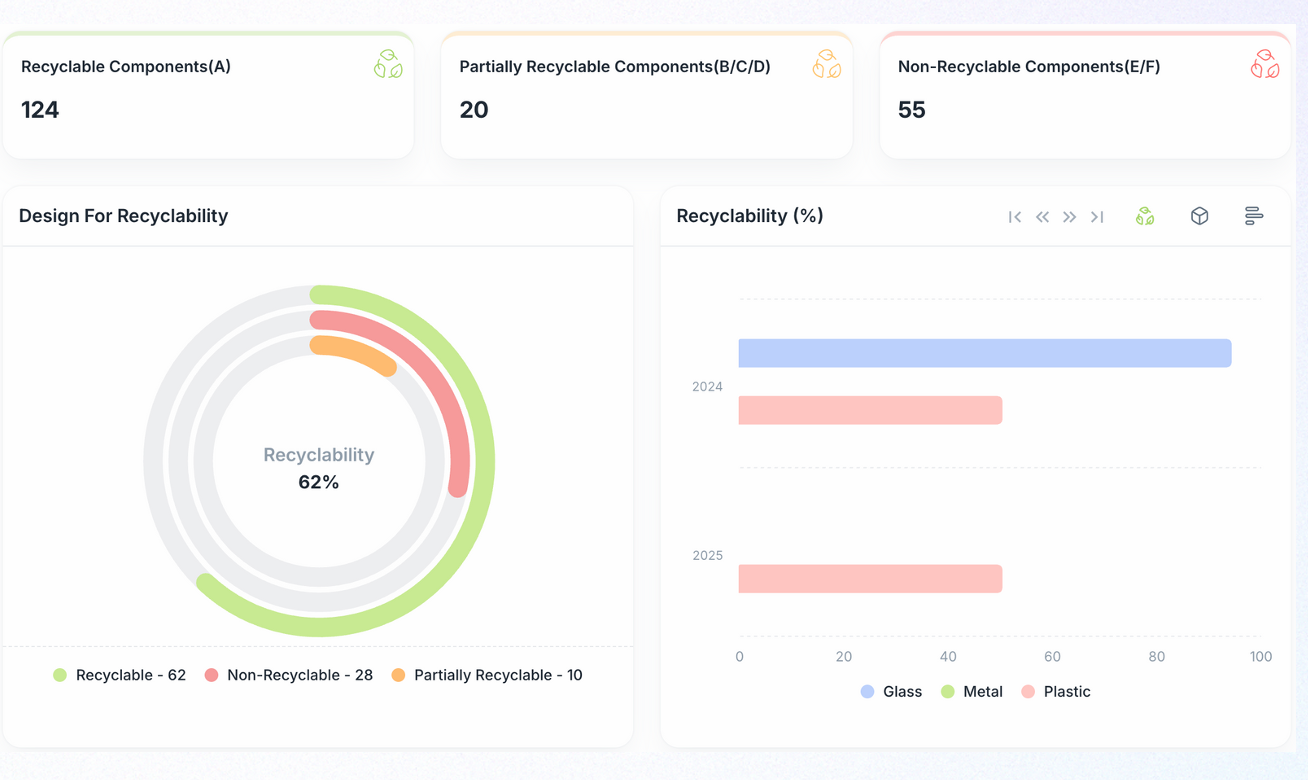 Recyclable Components(A)
124
Partially Recyclable Components(B/C/D)
20
Non-Recyclable Components(E/F)
55
Design For Recyclability
Recyclability
62%
Recyclable - 62
Non-Recyclable - 28
Partially Recyclable - 10
Recyclability (%)
2024
2025
0 20 40 60 80 100
Glass
Metal
Plastic